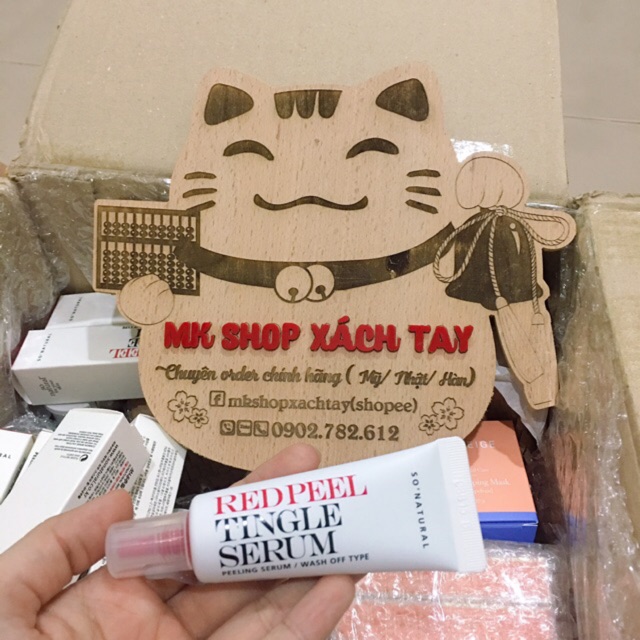 MK SHOP XÁCH TAY
~Chuyên order chính hãng ( Mỹ/ Nhật/ Hàn)
mkshopxachtay(shopee)
0902.782.612
RED PEEL
TINGLE
SERUM
PEELING SERUM / WASH OFF TYPE
SO'NATURAL